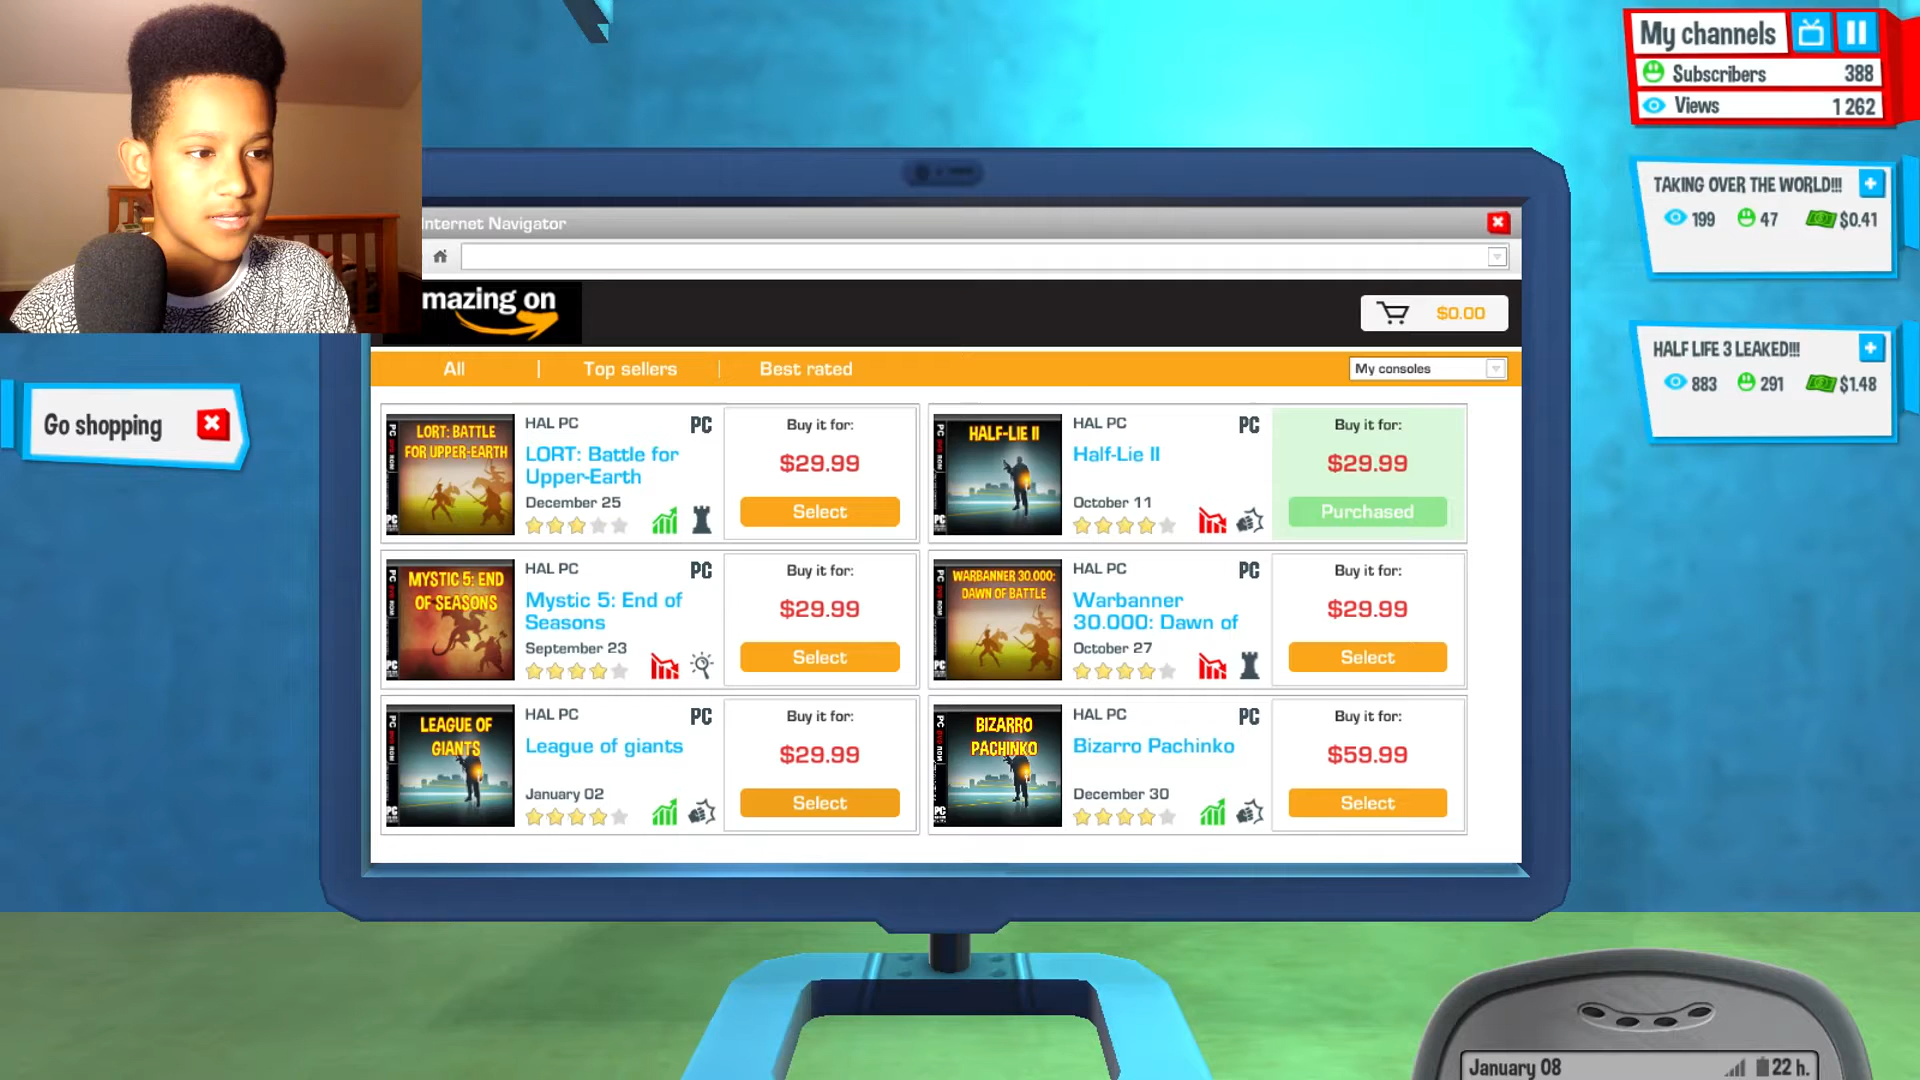 My channels
Subscribers 388
Views 1 262
TAKING OVER THE WORLD!!!
199 47 $0.41
HALF LIFE 3 LEAKED!!!
883 291 $1.48
Go shopping
Internet Navigator
mazing on
$0.00
All | Top sellers | Best rated
My consoles
LORT: BATTLE
FOR UPPER-EARTH
HAL PC PC
LORT: Battle for
Upper-Earth
December 25
Buy it for:
$29.99
Select
HALF-LIE II
HAL PC PC
Half-Lie II
October 11
Buy it for:
$29.99
Purchased
MYSTIC 5: END
OF SEASONS
HAL PC PC
Mystic 5: End of
Seasons
September 23
Buy it for:
$29.99
Select
WARBANNER 30.000:
DAWN OF BATTLE
HAL PC PC
Warbanner
30.000: Dawn of
October 27
Buy it for:
$29.99
Select
LEAGUE OF
GIANTS
HAL PC PC
League of giants
January 02
Buy it for:
$29.99
Select
BIZARRO
PACHINKO
HAL PC PC
Bizarro Pachinko
December 30
Buy it for:
$59.99
Select
January 08 22 h.